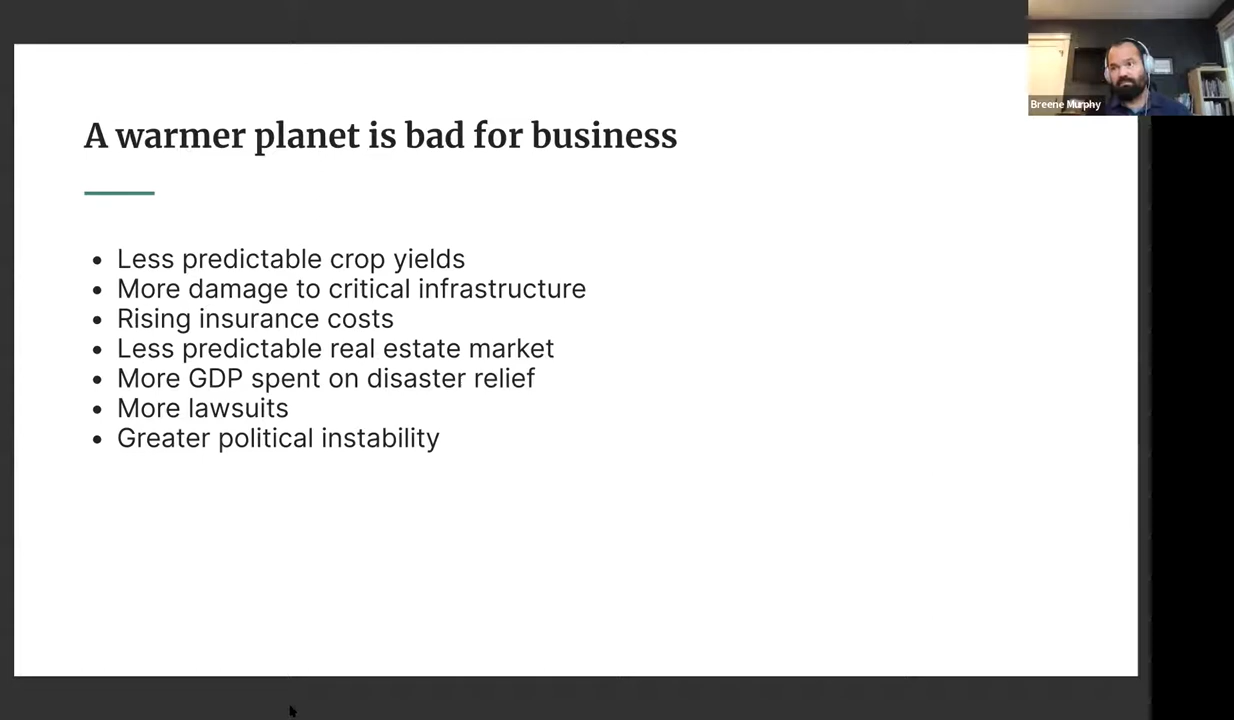 A warmer planet is bad for business
Breene Murphy
• Less predictable crop yields
• More damage to critical infrastructure
• Rising insurance costs
• Less predictable real estate market
• More GDP spent on disaster relief
• More lawsuits
• Greater political instability